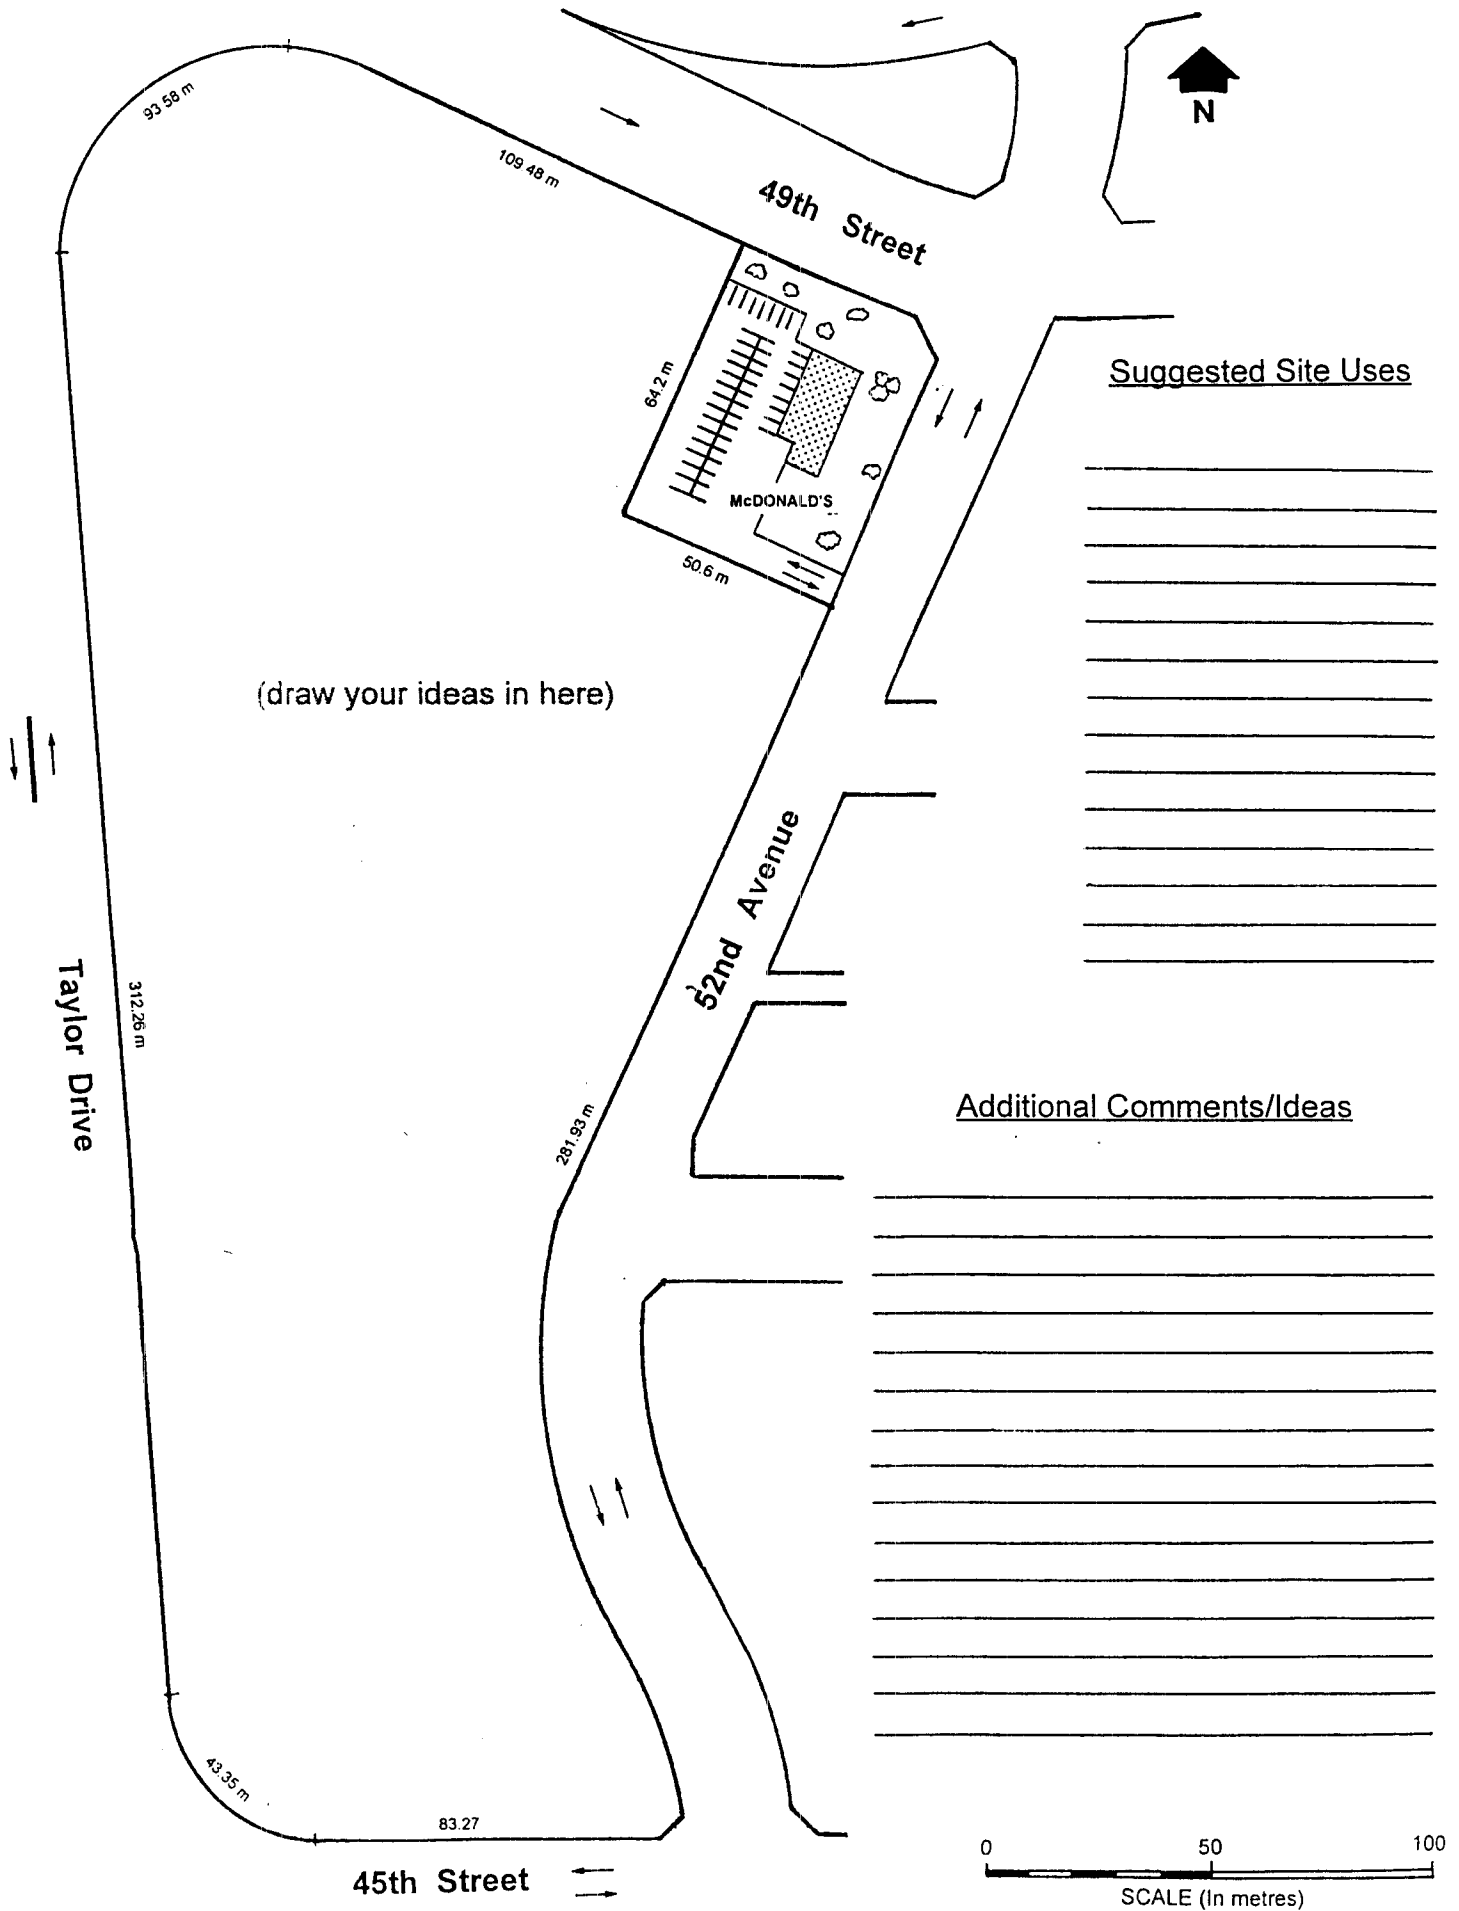 N
93.58 m
109.48 m
49th Street
Suggested Site Uses
64.2 m
McDONALD'S
50.6 m
(draw your ideas in here)
52nd Avenue
Taylor Drive
312.26 m
281.93 m
Additional Comments/Ideas
43.35 m
83.27
45th Street
0 50 100
SCALE (In metres)